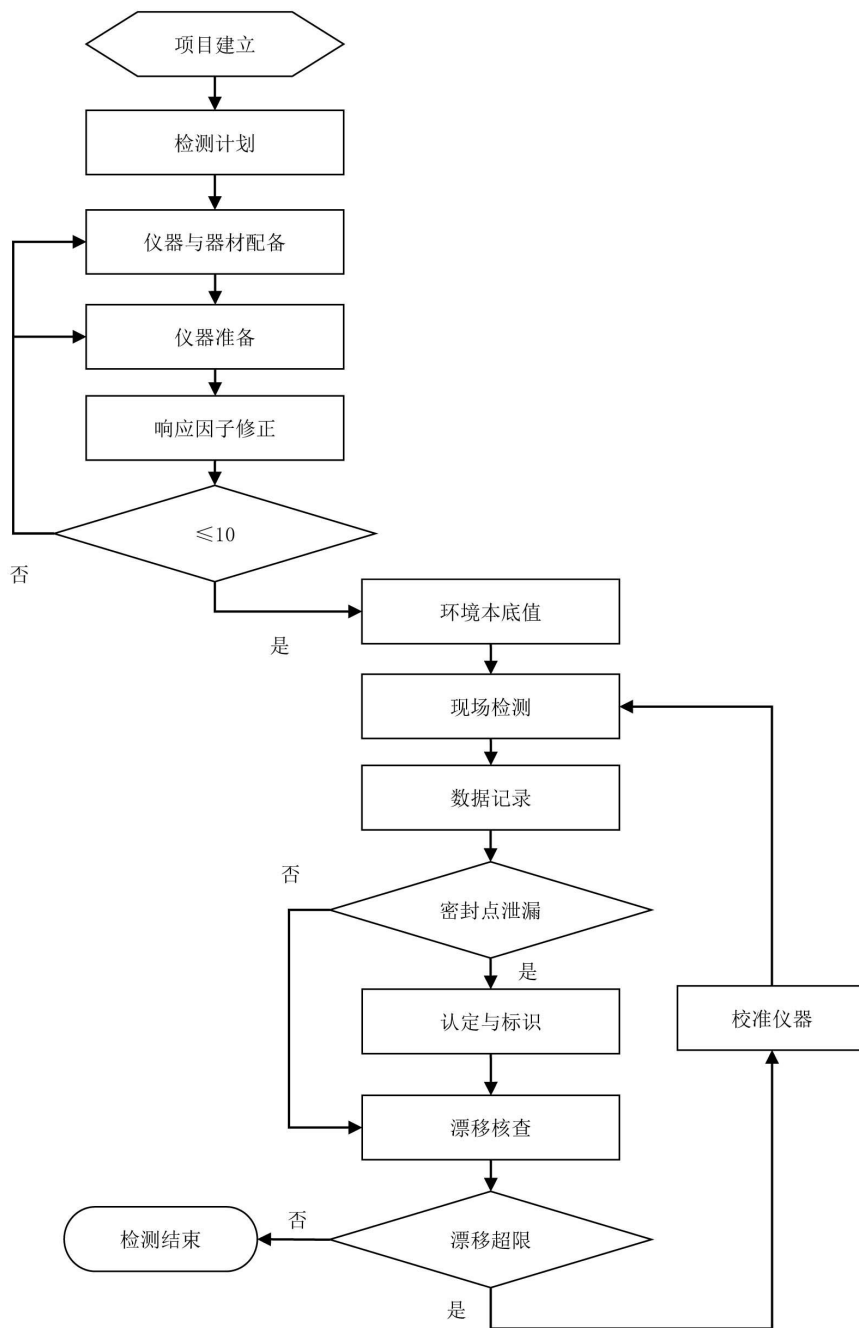 项目建立
检测计划
仪器与器材配备
仪器准备
响应因子修正
≤10
否
是
环境本底值
现场检测
数据记录
否
密封点泄漏
是
认定与标识
校准仪器
漂移核查
检测结束
否
漂移超限
是